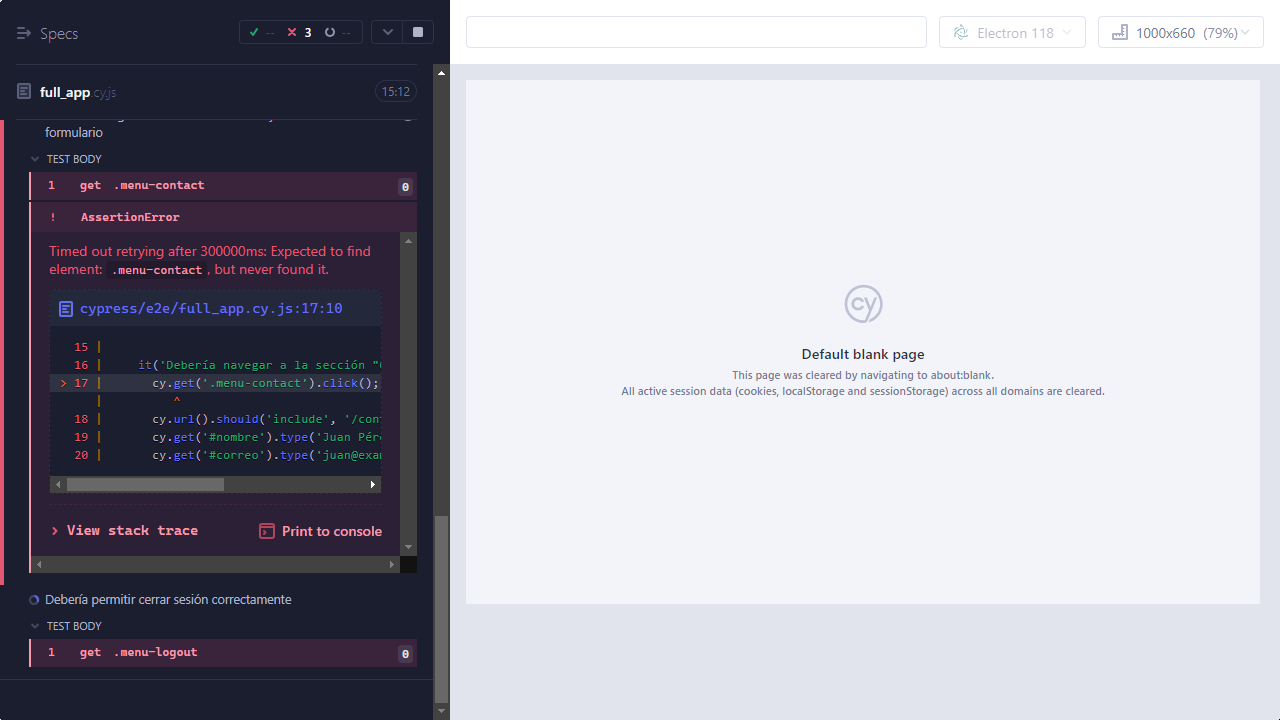 Specs
-- 3 --
Electron 118
1000x660 (79%)
full_app.cy.js
15:12
formulario
TEST BODY
1 get .menu-contact 0
! AssertionError
Timed out retrying after 300000ms: Expected to find
element: .menu-contact , but never found it.
cypress/e2e/full_app.cy.js:17:10
15 |
16 | it('Debería navegar a la sección "
> 17 | cy.get('.menu-contact').click();
| ^
18 | cy.url().should('include', '/con
19 | cy.get('#nombre').type('Juan Pér
20 | cy.get('#correo').type('juan@exa
View stack trace
Print to console
Debería permitir cerrar sesión correctamente
TEST BODY
1 get .menu-logout 0
cy
Default blank page
This page was cleared by navigating to about:blank.
All active session data (cookies, localStorage and sessionStorage) across all domains are cleared.